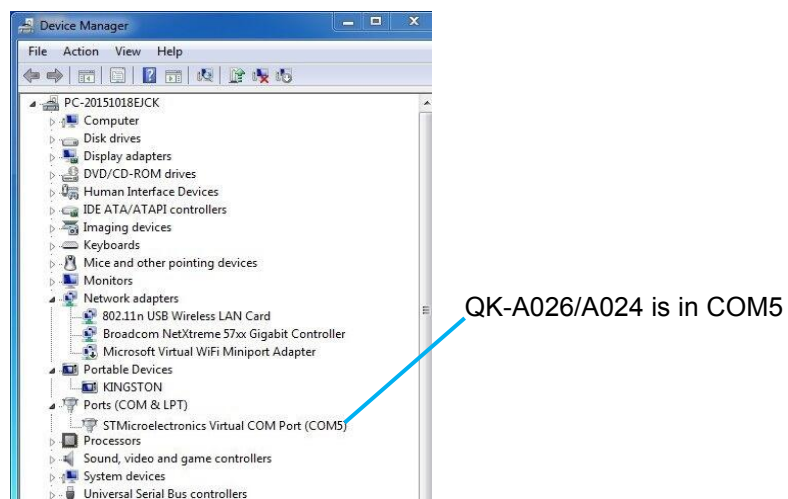 Device Manager
File Action View Help
PC-20151018EJCK
Computer
Disk drives
Display adapters
DVD/CD-ROM drives
Human Interface Devices
IDE ATA/ATAPI controllers
Imaging devices
Keyboards
Mice and other pointing devices
Monitors
Network adapters
802.11n USB Wireless LAN Card
Broadcom NetXtreme 57xx Gigabit Controller
Microsoft Virtual WiFi Miniport Adapter
Portable Devices
KINGSTON
Ports (COM & LPT)
STMicroelectronics Virtual COM Port (COM5)
Processors
Sound, video and game controllers
System devices
Universal Serial Bus controllers
QK-A026/A024 is in COM5